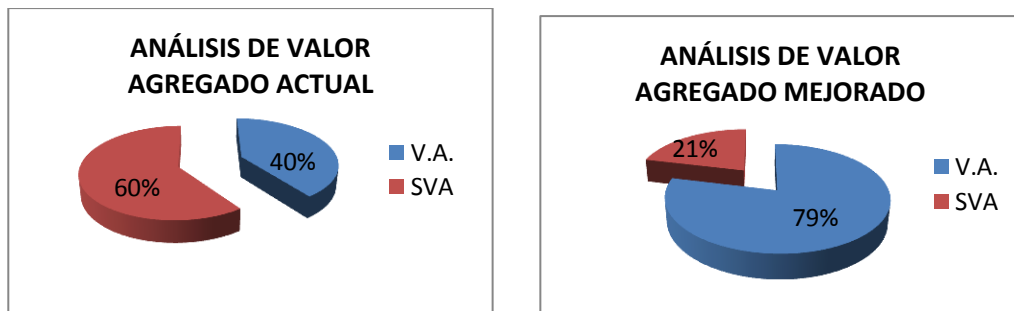 ANÁLISIS DE VALOR
AGREGADO ACTUAL
40%
60%
V.A.
SVA
ANÁLISIS DE VALOR
AGREGADO MEJORADO
21%
79%
V.A.
SVA